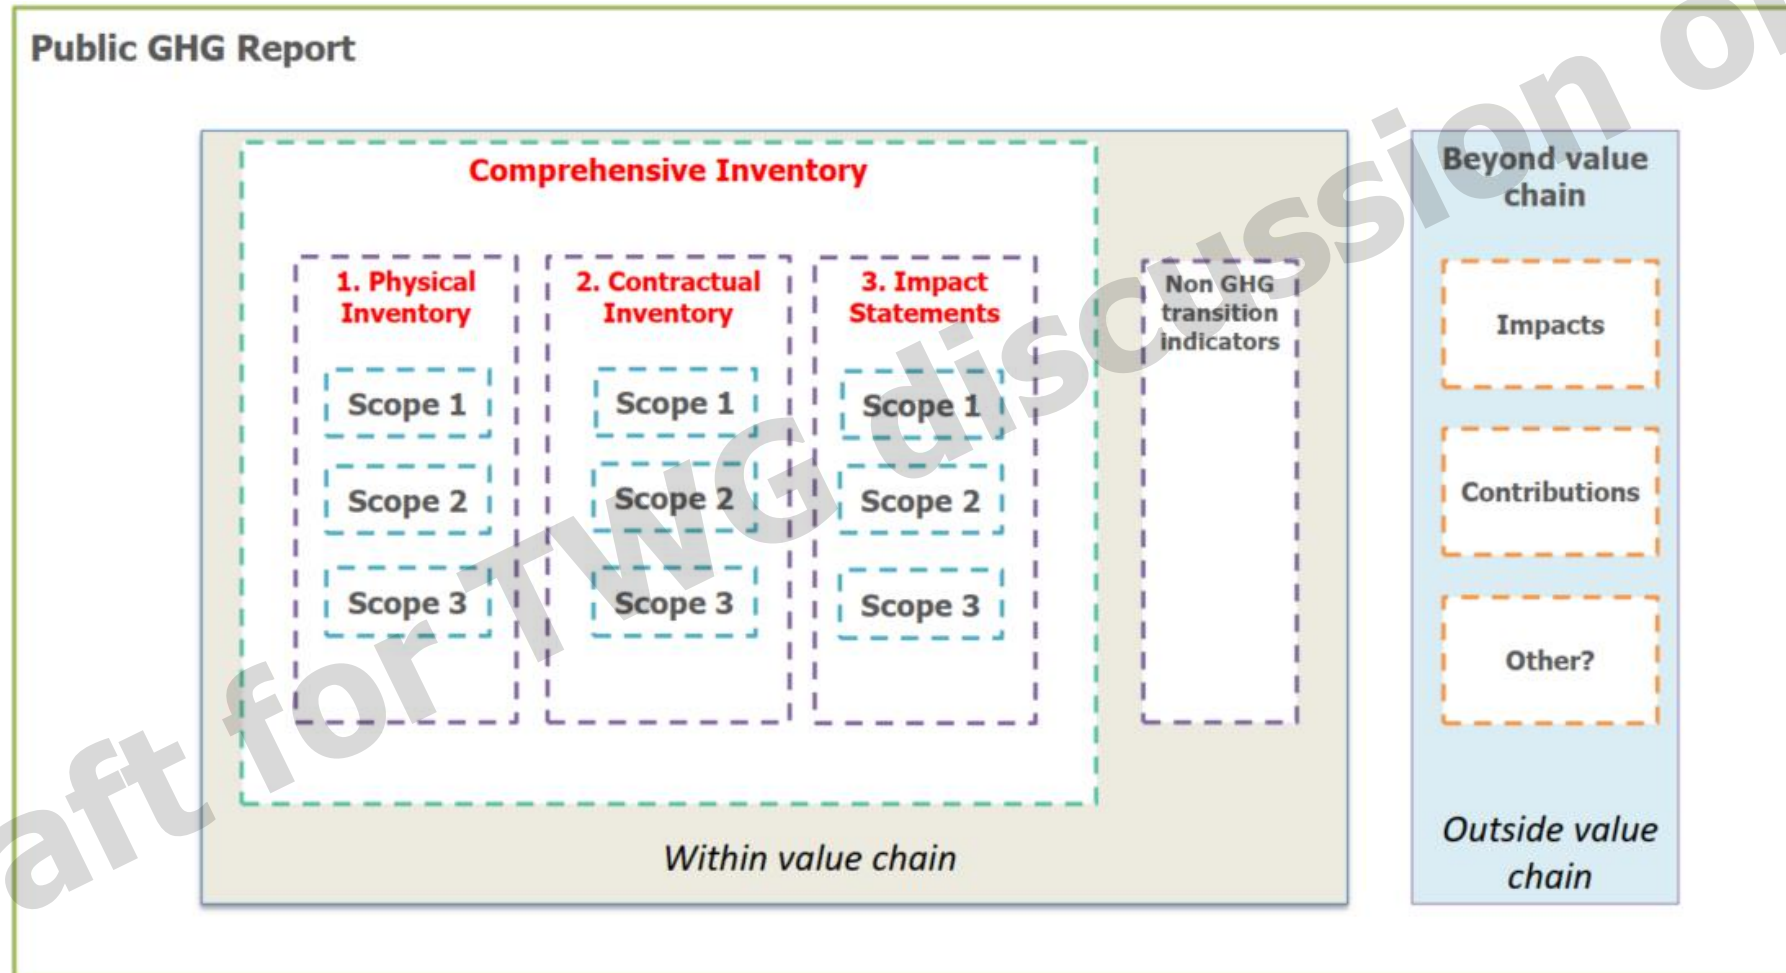 Public GHG Report
Comprehensive Inventory
1. Physical
Inventory
Scope 1
Scope 2
Scope 3
2. Contractual
Inventory
Scope 1
Scope 2
Scope 3
3. Impact
Statements
Scope 1
Scope 2
Scope 3
Non GHG
transition
indicators
Within value chain
Beyond value
chain
Impacts
Contributions
Other?
Outside value
chain
for TWG discussion